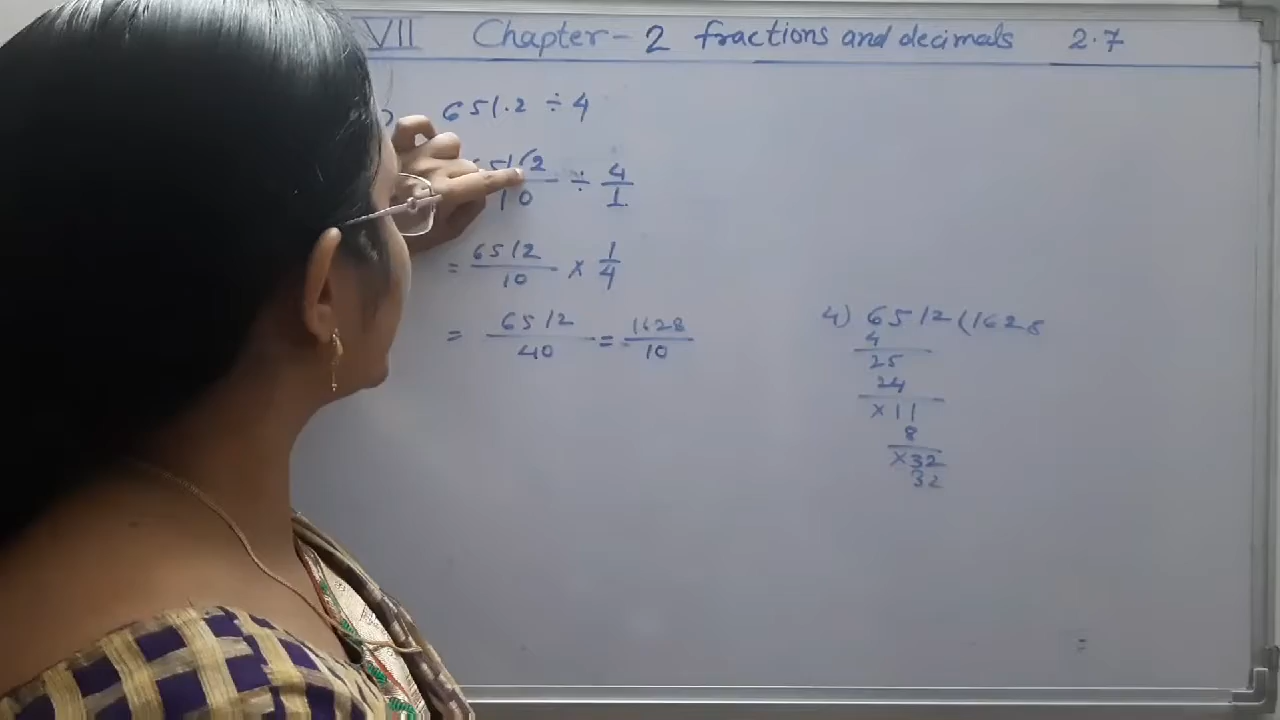 VII Chapter - 2 fractions and decimals 2.7
) 651.2 ÷ 4
512/10 ÷ 4/1
= 6512/10 × 1/4
= 6512/40 = 1628/10
4) 6512 (1628
4
25
24
×11
8
×32
32